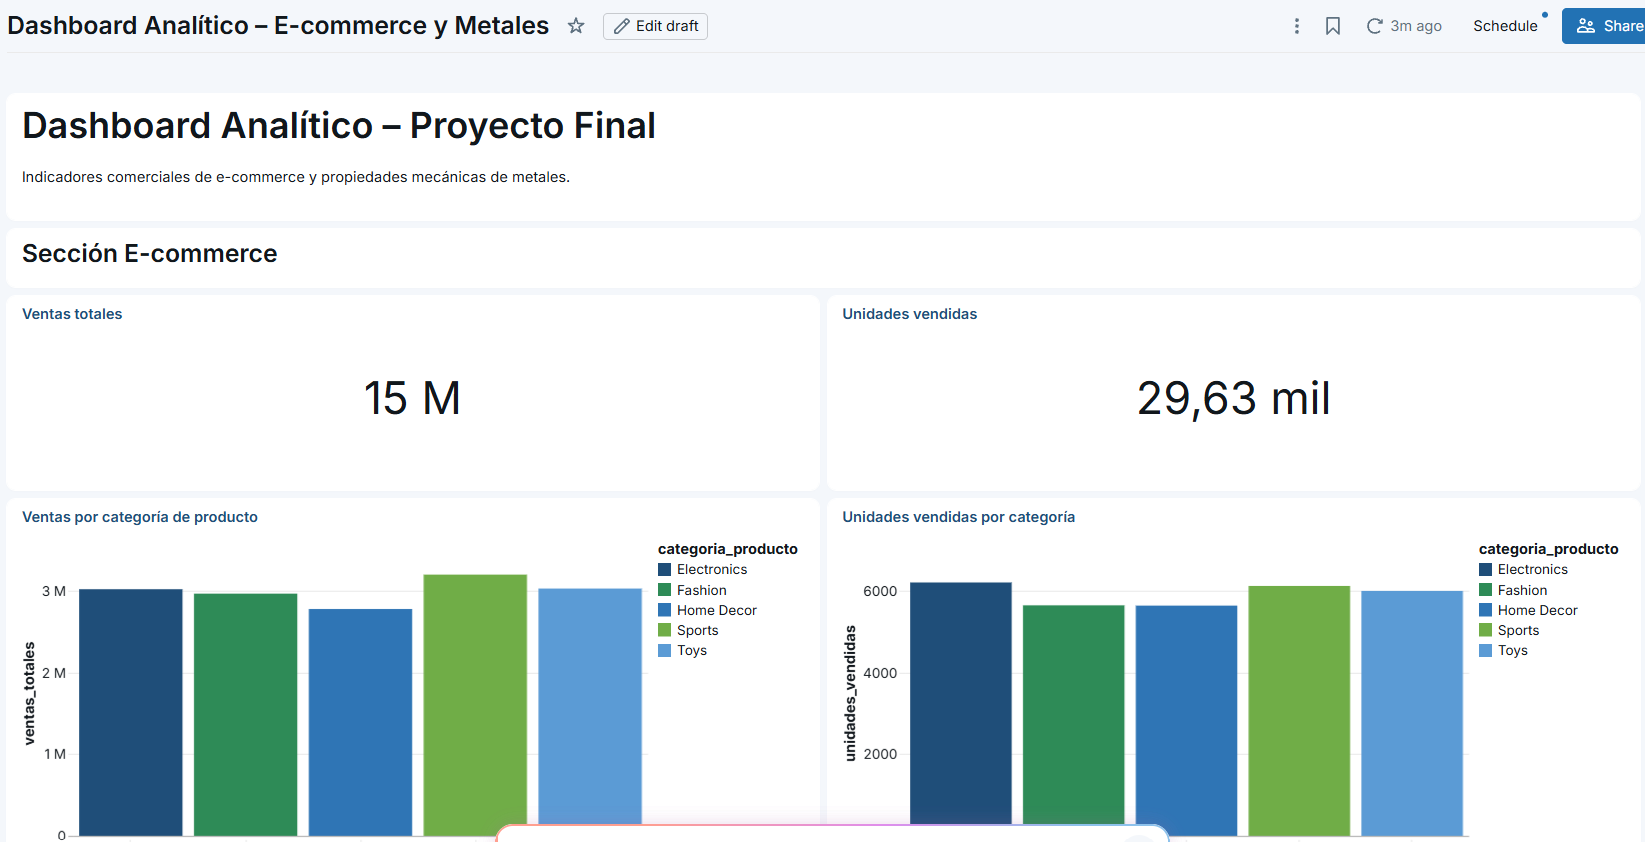 Dashboard Analítico – E-commerce y Metales
Edit draft
3m ago
Schedule
Share
Dashboard Analítico – Proyecto Final
Indicadores comerciales de e-commerce y propiedades mecánicas de metales.
Sección E-commerce
Ventas totales
15 M
Unidades vendidas
29,63 mil
Ventas por categoría de producto
ventas_totales
3 M
2 M
1 M
0
categoria_producto
Electronics
Fashion
Home Decor
Sports
Toys
Unidades vendidas por categoría
unidades_vendidas
6000
4000
2000
categoria_producto
Electronics
Fashion
Home Decor
Sports
Toys